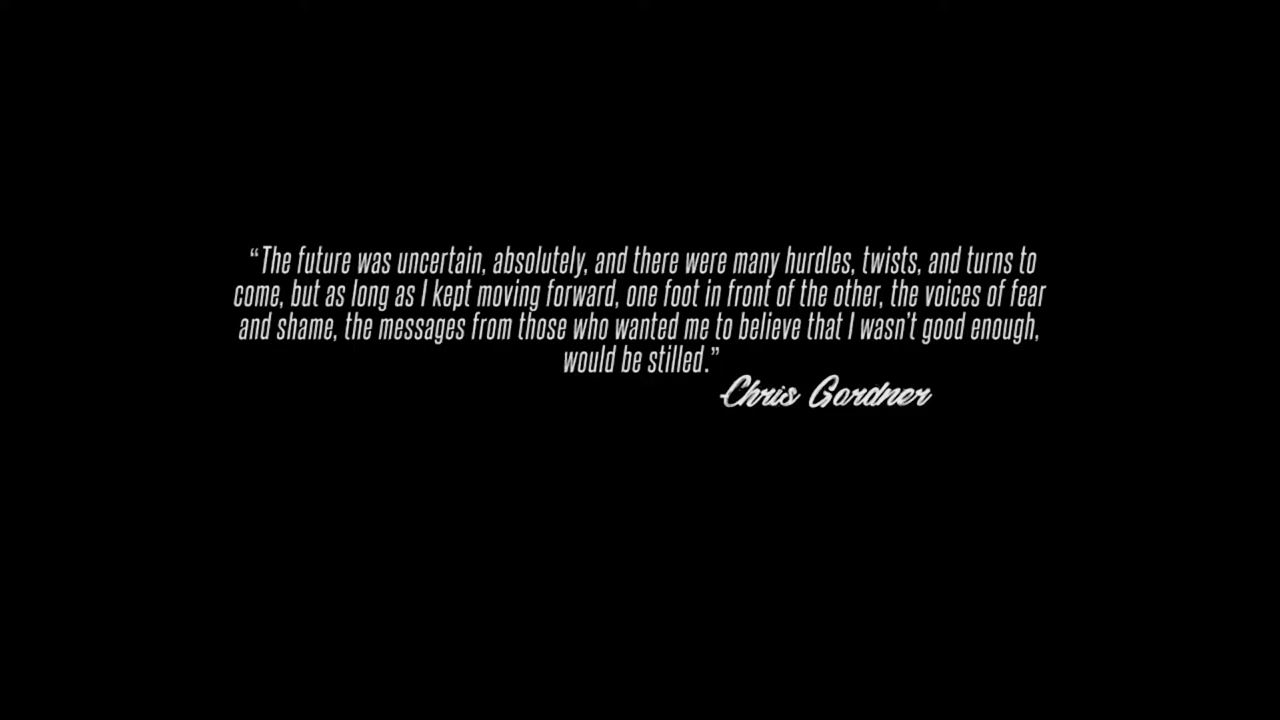 “The future was uncertain, absolutely, and there were many hurdles, twists, and turns to
come, but as long as I kept moving forward, one foot in front of the other, the voices of fear
and shame, the messages from those who wanted me to believe that I wasn’t good enough,
would be stilled.”
-Chris Gardner